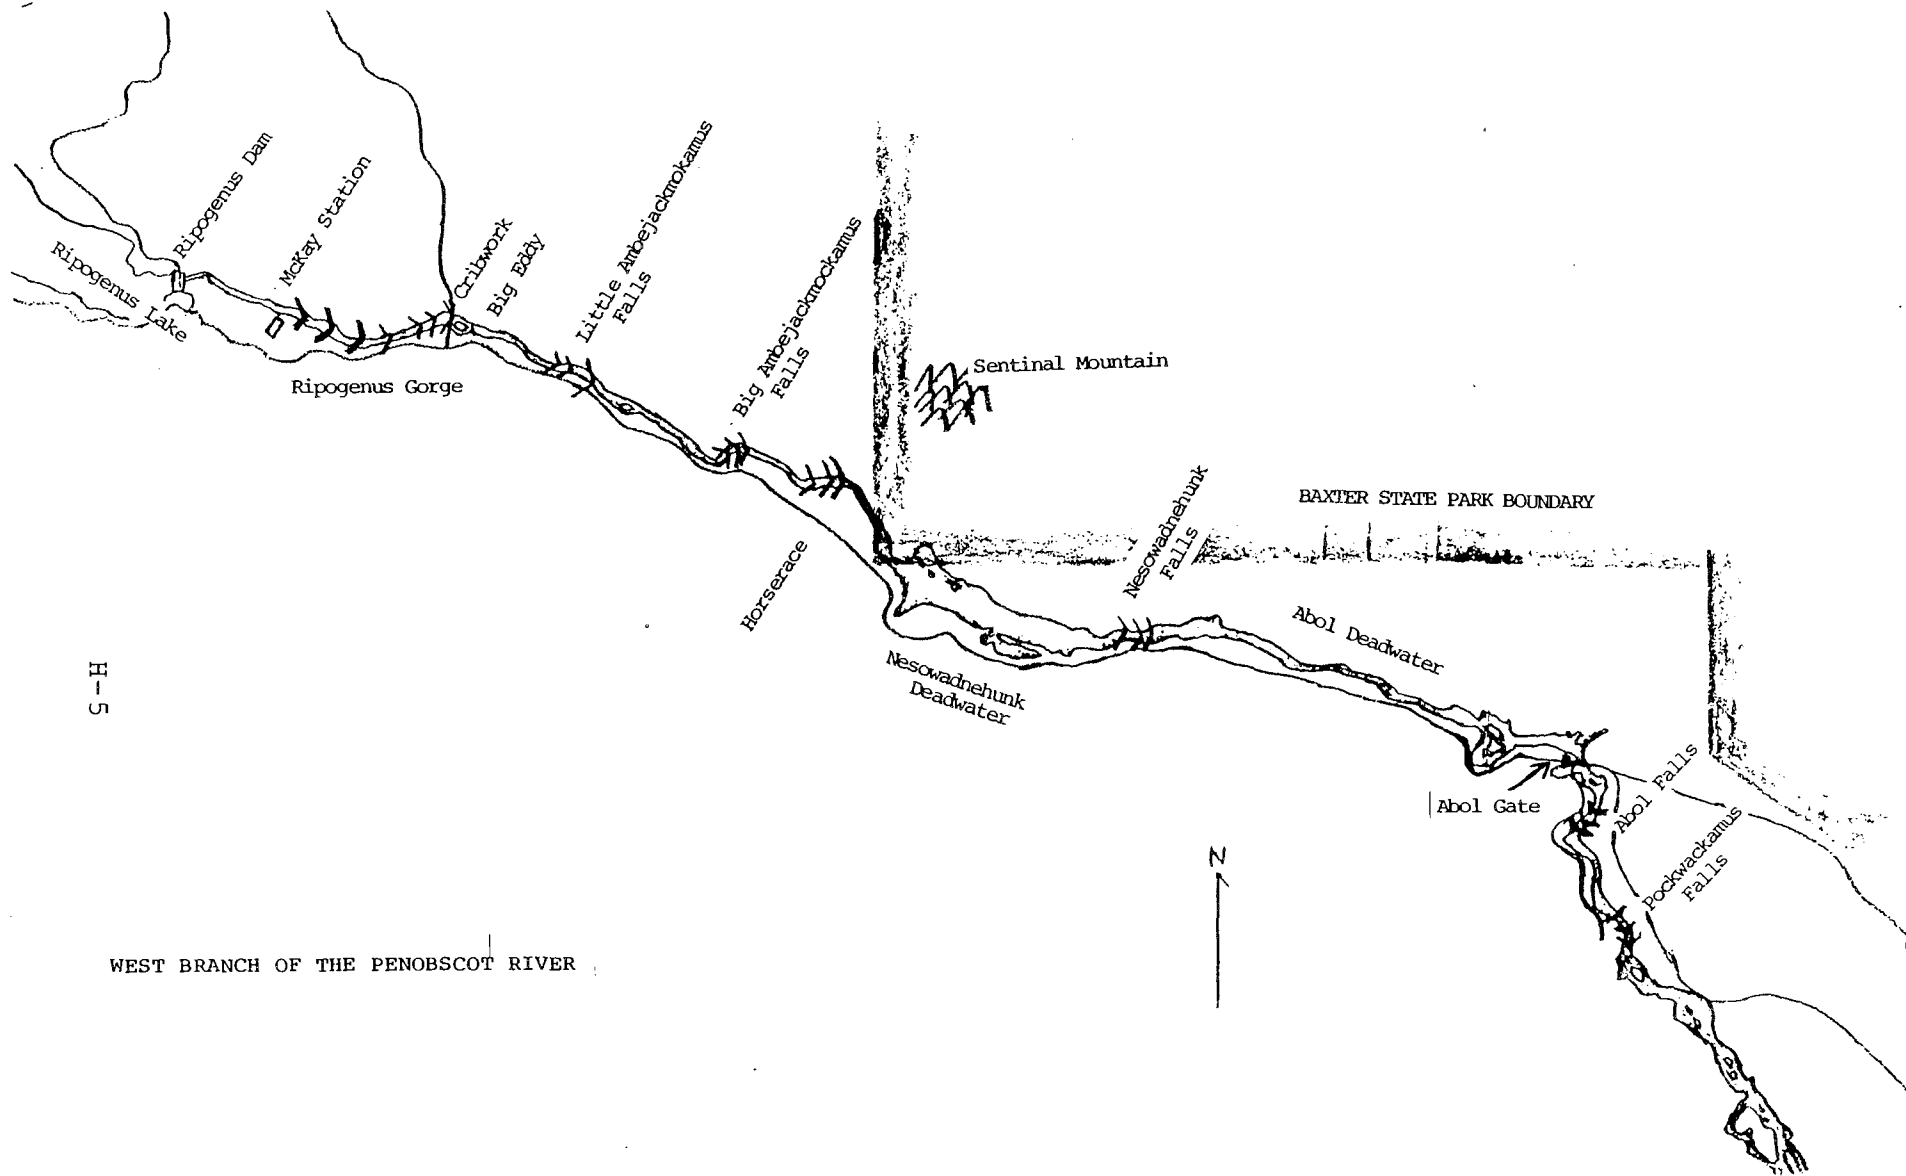 Ripogenus Dam
McKay Station
Ripogenus
Lake
Ripogenus Gorge
Cribwork
Big Eddy
Little Ambejackmokamus
Falls
Big Ambejackmockamus
Falls
Sentinal Mountain
Horserace
Nesowadnehunk
Deadwater
Nesowadnehunk
Falls
BAXTER STATE PARK BOUNDARY
Abol Deadwater
Abol Gate
Abol Falls
Pockwackamus
Falls
N
H-5
WEST BRANCH OF THE PENOBSCOT RIVER